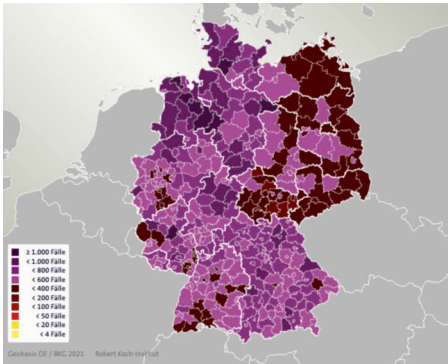 ≥ 1.000 Fälle
< 1.000 Fälle
< 800 Fälle
< 600 Fälle
< 400 Fälle
< 200 Fälle
< 100 Fälle
< 50 Fälle
< 20 Fälle
< 4 Fälle
Geobasis-DE / BKG 2021 Robert Koch-Institut